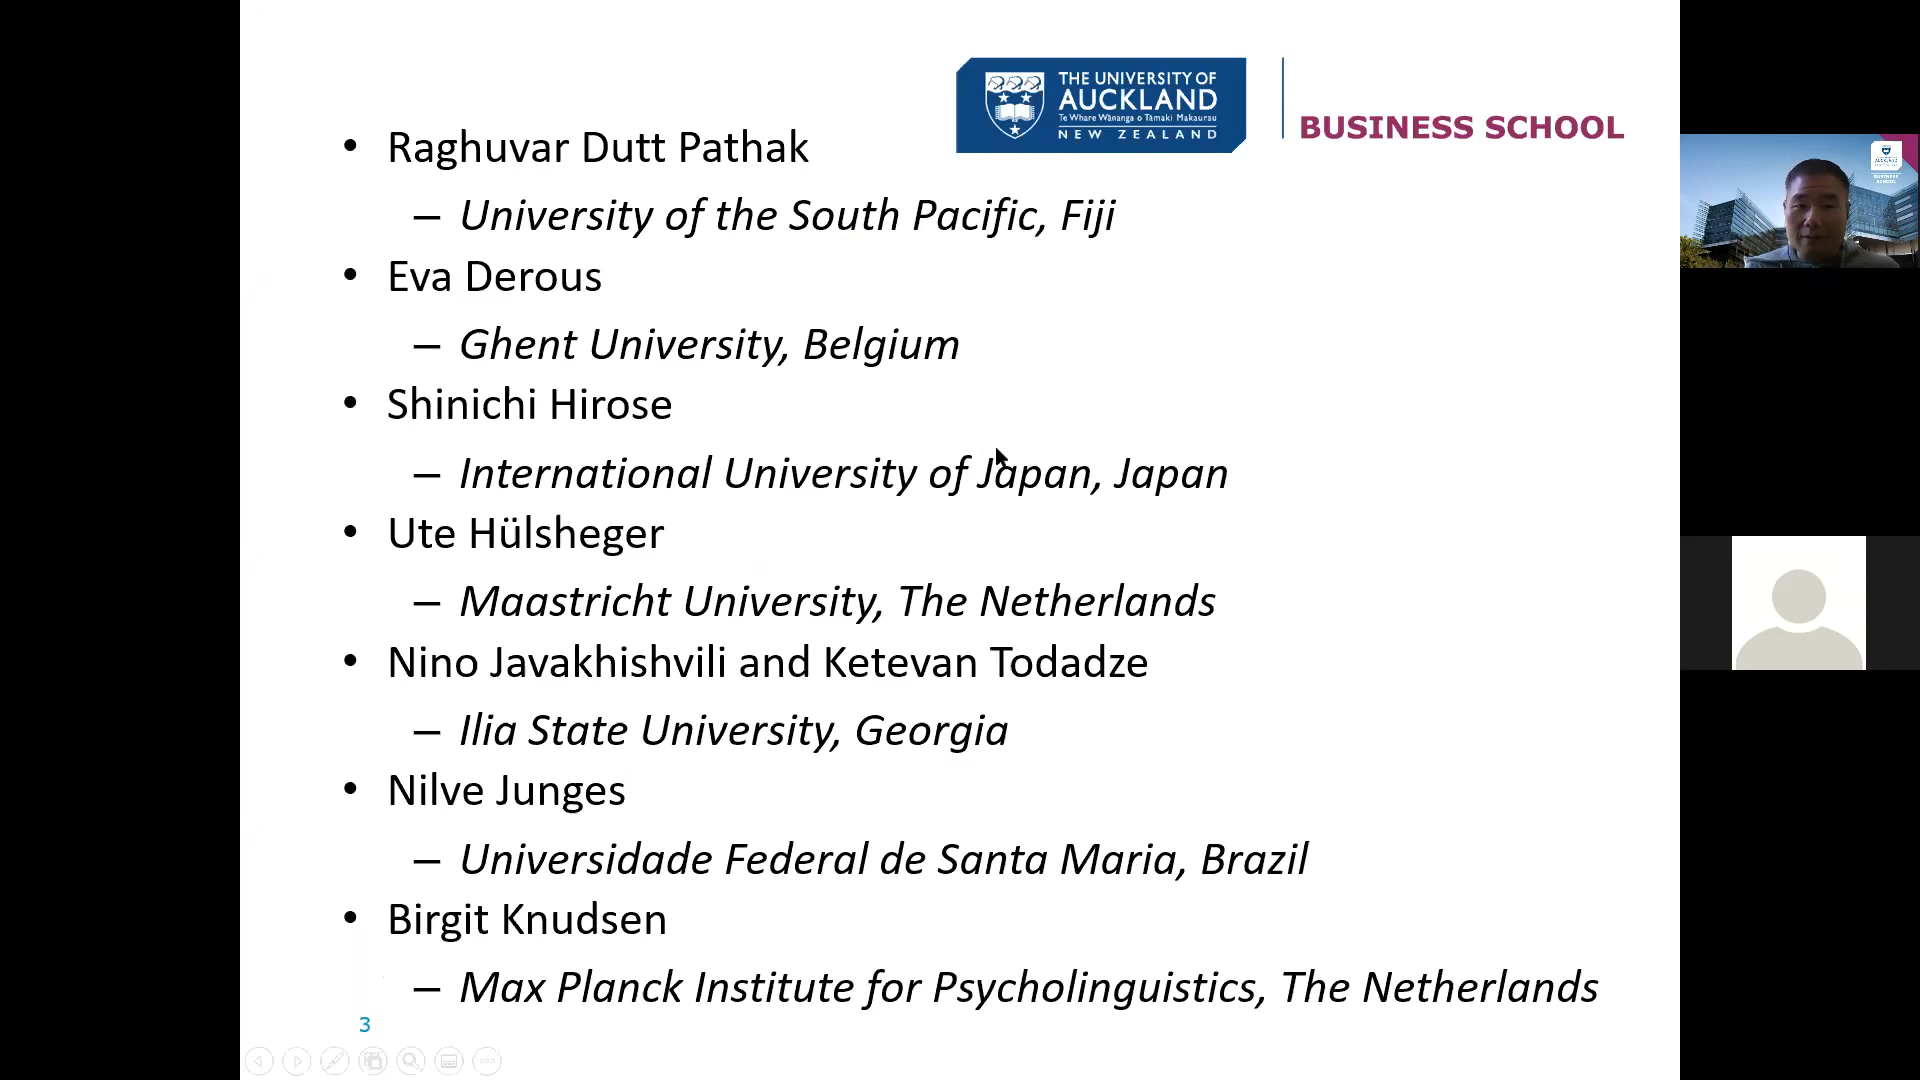 THE UNIVERSITY OF
AUCKLAND
Te Whare Wānanga o Tāmaki Makaurau
NEW ZEALAND
BUSINESS SCHOOL
• Raghuvar Dutt Pathak
– University of the South Pacific, Fiji
• Eva Derous
– Ghent University, Belgium
• Shinichi Hirose
– International University of Japan, Japan
• Ute Hülsheger
– Maastricht University, The Netherlands
• Nino Javakhishvili and Ketevan Todadze
– Ilia State University, Georgia
• Nilve Junges
– Universidade Federal de Santa Maria, Brazil
• Birgit Knudsen
– Max Planck Institute for Psycholinguistics, The Netherlands
3
AUCKLAND
BUSINESS
SCHOOL